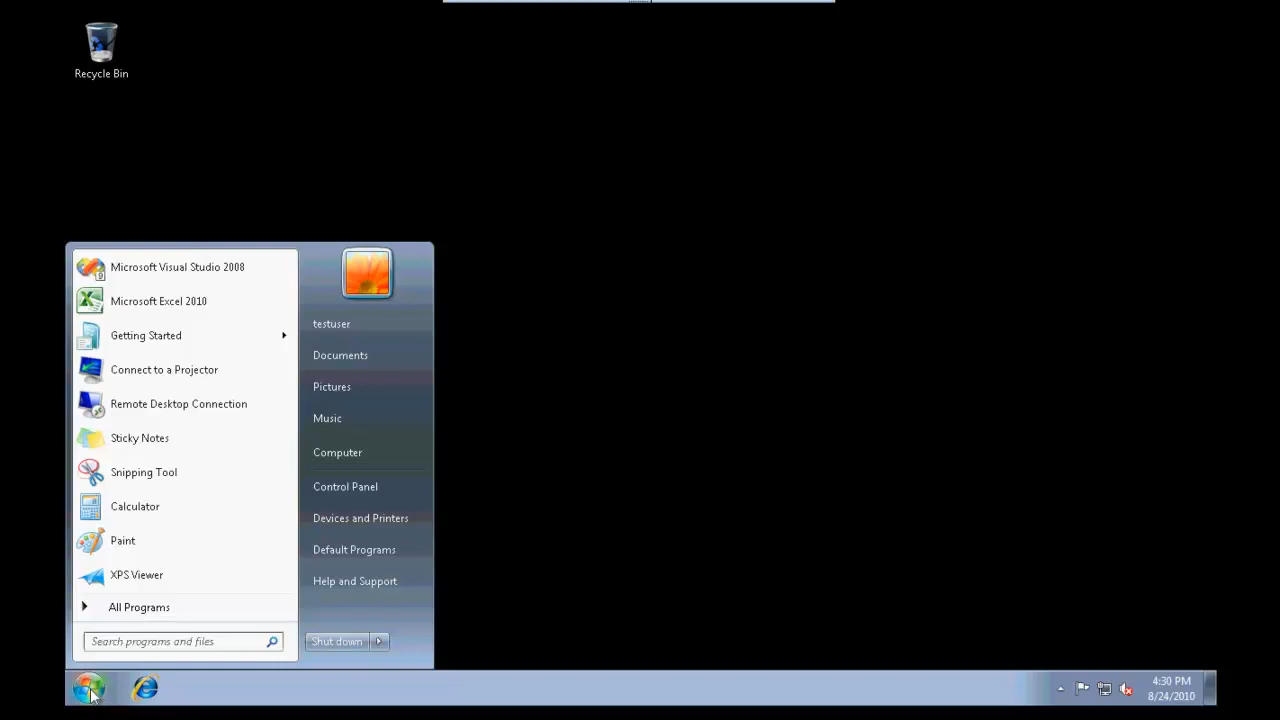 Recycle Bin
Microsoft Visual Studio 2008
Microsoft Excel 2010
Getting Started
Connect to a Projector
Remote Desktop Connection
Sticky Notes
Snipping Tool
Calculator
Paint
XPS Viewer
All Programs
Search programs and files
testuser
Documents
Pictures
Music
Computer
Control Panel
Devices and Printers
Default Programs
Help and Support
Shut down
4:30 PM
8/24/2010